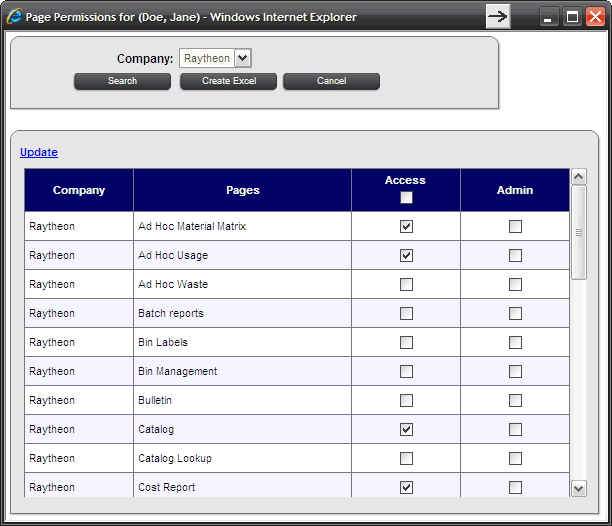 Page Permissions for (Doe, Jane) - Windows Internet Explorer
Company: Raytheon
Search Create Excel Cancel
Update
Company Pages Access Admin
Raytheon Ad Hoc Material Matrix
Raytheon Ad Hoc Usage
Raytheon Ad Hoc Waste
Raytheon Batch reports
Raytheon Bin Labels
Raytheon Bin Management
Raytheon Bulletin
Raytheon Catalog
Raytheon Catalog Lookup
Raytheon Cost Report